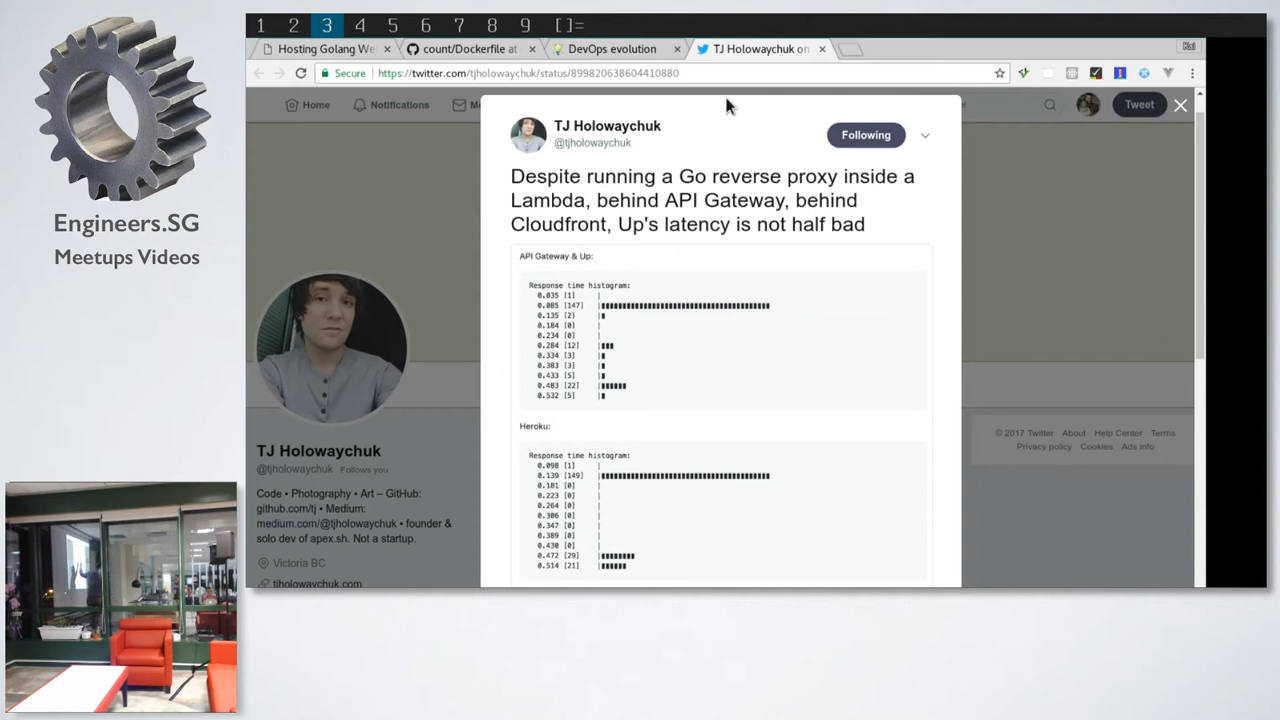 1 2 3 4 5 6 7 8 9 []=
Hosting Golang We
count/Dockerfile at
DevOps evolution
TJ Holowaychuk on
Kai
Secure
https://twitter.com/tjholowaychuk/status/899820638604410880
Home
Notifications
Me
Tweet
TJ Holowaychuk
@tjholowaychuk
Following
Despite running a Go reverse proxy inside a
Lambda, behind API Gateway, behind
Cloudfront, Up's latency is not half bad
API Gateway & Up:
Response time histogram:
0.035 [1]
0.085 [147]
0.135 [2]
0.184 [0]
0.234 [0]
0.284 [12]
0.334 [3]
0.383 [3]
0.433 [5]
0.483 [22]
0.532 [5]
Heroku:
Response time histogram:
0.098 [1]
0.139 [149]
0.181 [0]
0.223 [0]
0.264 [0]
0.306 [0]
0.347 [0]
0.389 [0]
0.430 [0]
0.472 [29]
0.514 [21]
TJ Holowaychuk
@tjholowaychuk Follows you
Code • Photography • Art – GitHub:
github.com/tj • Medium:
medium.com/@tjholowaychuk • founder &
solo dev of apex.sh. Not a startup.
Victoria BC
tjholowaychuk.com
© 2017 Twitter About Help Center Terms
Privacy policy Cookies Ads info
Engineers.SG
Meetups Videos